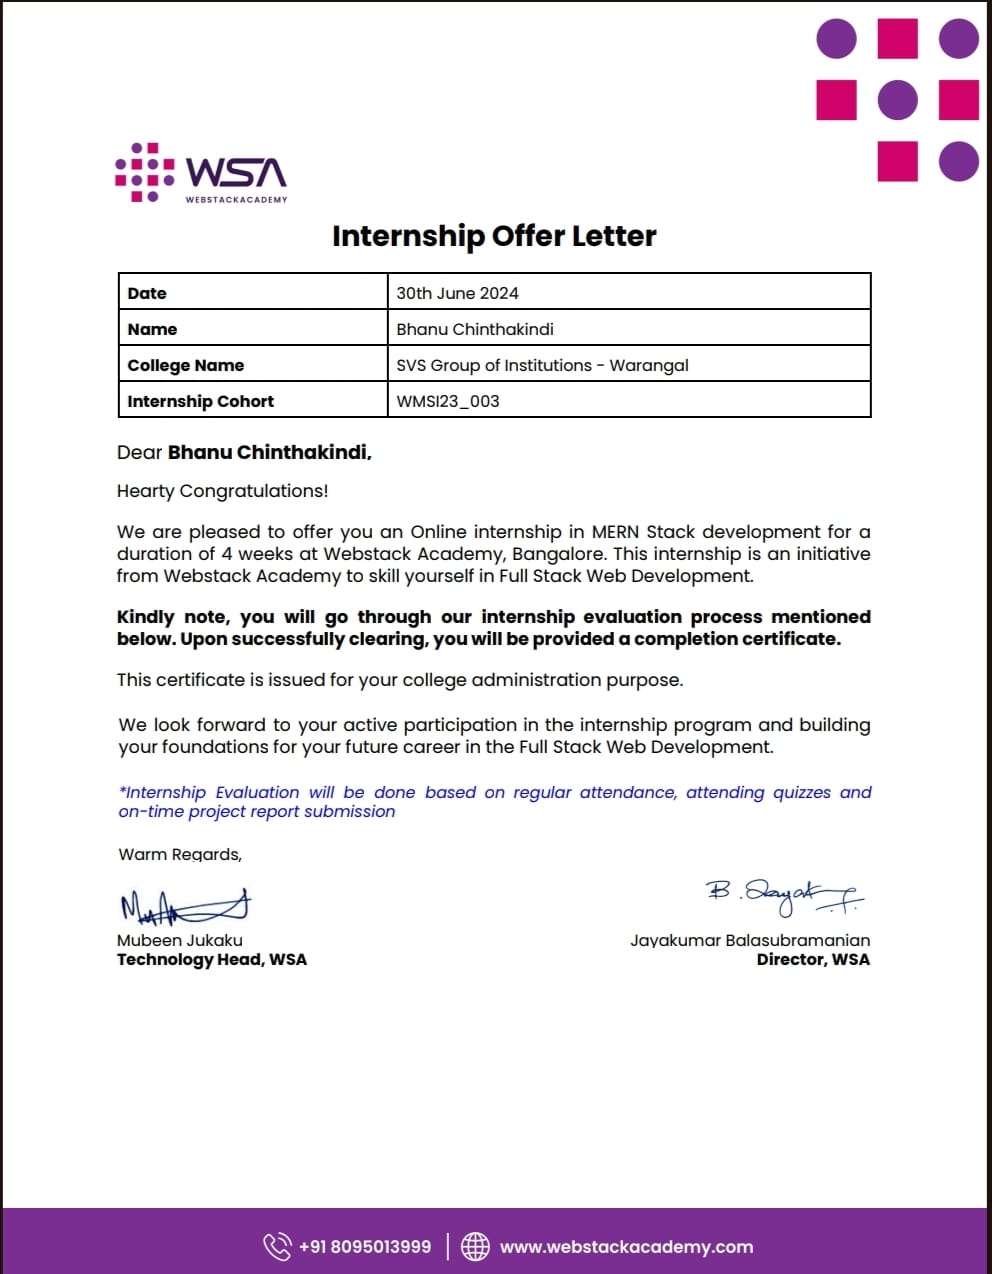 WSA
WEBSTACKACADEMY
Internship Offer Letter
Date 30th June 2024
Name Bhanu Chinthakindi
College Name SVS Group of Institutions - Warangal
Internship Cohort WMSI23_003
Dear Bhanu Chinthakindi,
Hearty Congratulations!
We are pleased to offer you an Online internship in MERN Stack development for a
duration of 4 weeks at Webstack Academy, Bangalore. This internship is an initiative
from Webstack Academy to skill yourself in Full Stack Web Development.
Kindly note, you will go through our internship evaluation process mentioned
below. Upon successfully clearing, you will be provided a completion certificate.
This certificate is issued for your college administration purpose.
We look forward to your active participation in the internship program and building
your foundations for your future career in the Full Stack Web Development.
*Internship Evaluation will be done based on regular attendance, attending quizzes and
on-time project report submission
Warm Regards,
Mubeen Jukaku
Technology Head, WSA
Jayakumar Balasubramanian
Director, WSA
+91 8095013999 | www.webstackacademy.com